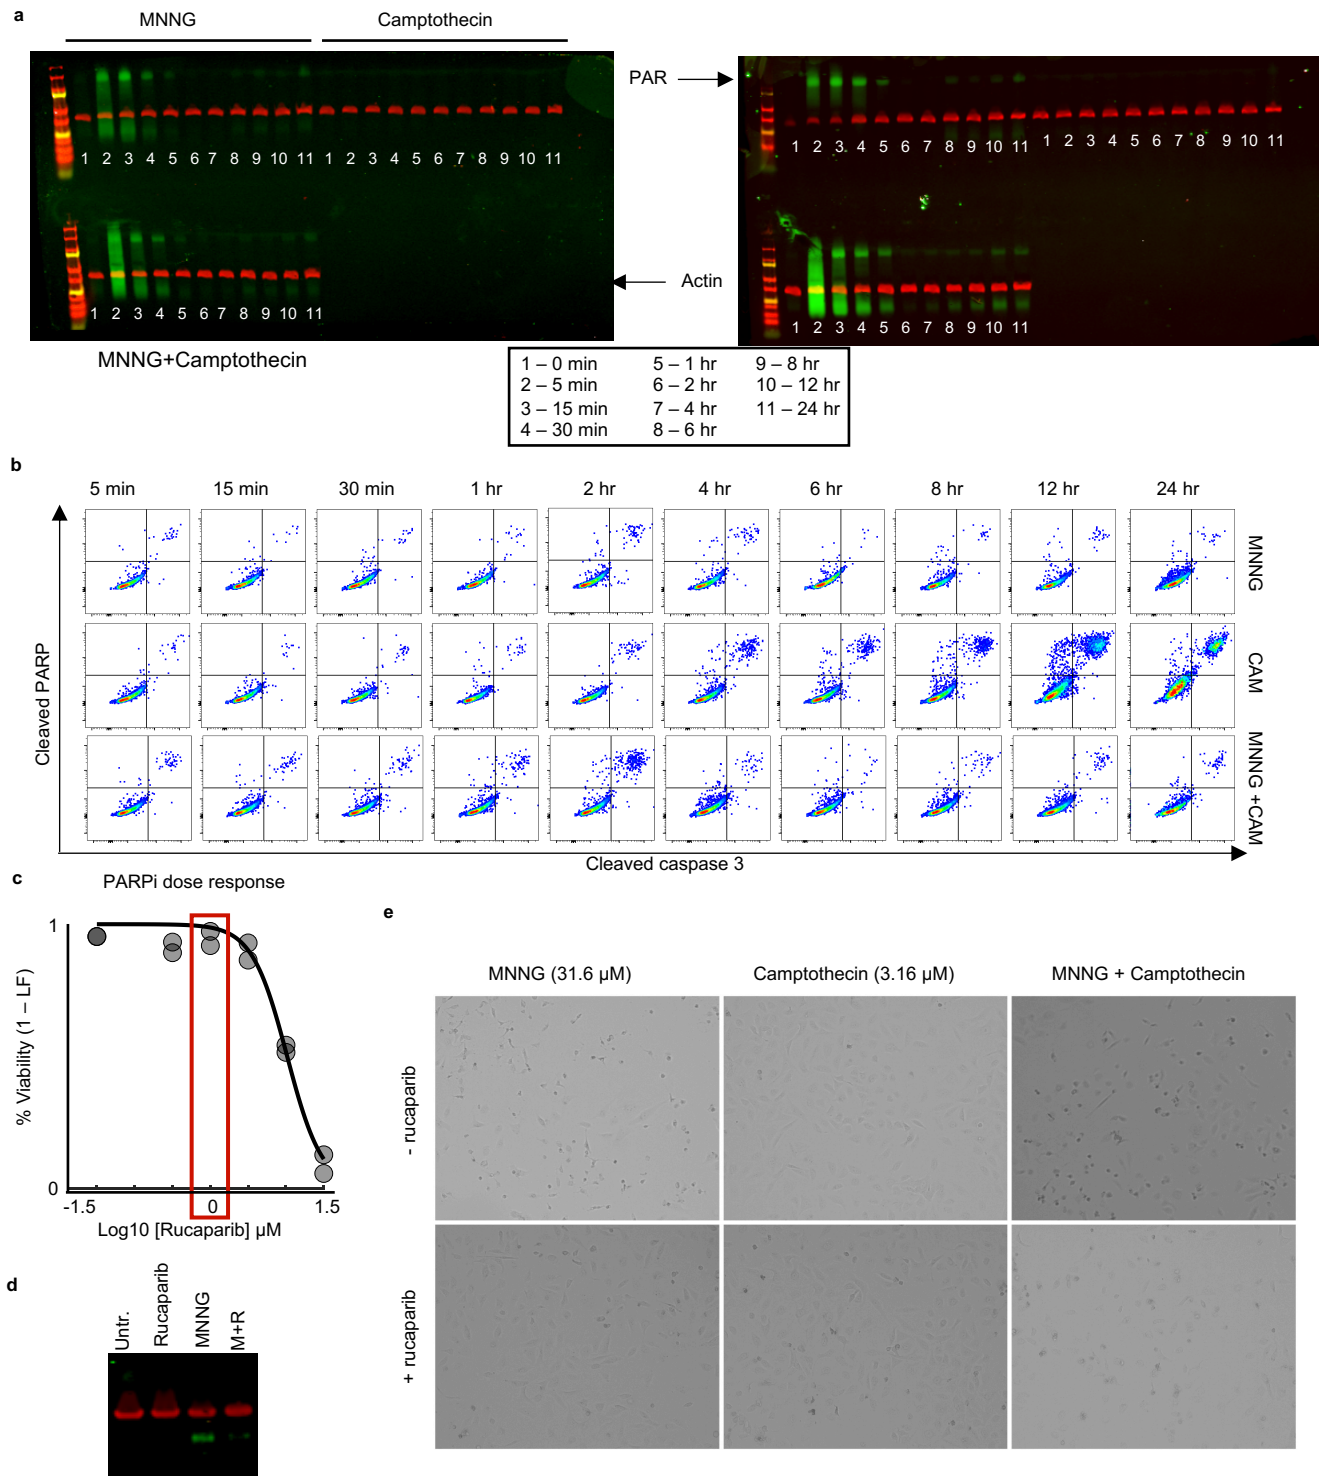 a
MNNG
Camptothecin
PAR
1 2 3 4 5 6 7 8 9 10 11 1 2 3 4 5 6 7 8 9 10 11
1 2 3 4 5 6 7 8 9 10 11 1 2 3 4 5 6 7 8 9 10 11
Actin
1 2 3 4 5 6 7 8 9 10 11
1 2 3 4 5 6 7 8 9 10 11
MNNG+Camptothecin
1 – 0 min 5 – 1 hr 9 – 8 hr
2 – 5 min 6 – 2 hr 10 – 12 hr
3 – 15 min 7 – 4 hr 11 – 24 hr
4 – 30 min 8 – 6 hr
b
5 min 15 min 30 min 1 hr 2 hr 4 hr 6 hr 8 hr 12 hr 24 hr
Cleaved PARP
MNNG
CAM
MNNG +CAM
Cleaved caspase 3
c
PARPi dose response
% Viability (1 – LF)
1
0
-1.5 0 1.5
Log10 [Rucaparib] µM
d
Untr.
Rucaparib
MNNG
M+R
e
MNNG (31.6 µM)
Camptothecin (3.16 µM)
MNNG + Camptothecin
- rucaparib
+ rucaparib